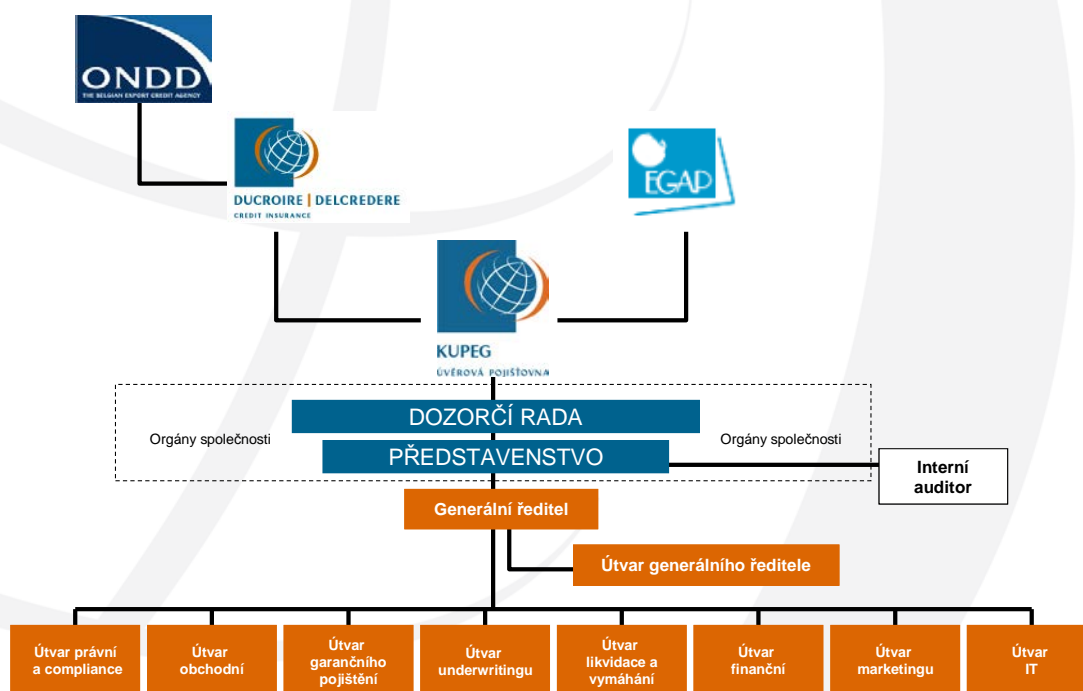 ONDD
THE BELGIAN EXPORT CREDIT AGENCY
DUCROIRE | DELCREDERE
CREDIT INSURANCE
EGAP
KUPEG
ÚVĚROVÁ POJIŠŤOVNA
DOZORČÍ RADA
Orgány společnosti
Orgány společnosti
PŘEDSTAVENSTVO
Interní
auditor
Generální ředitel
Útvar generálního ředitele
Útvar právní
a compliance
Útvar
obchodní
Útvar
garančního
pojištění
Útvar
underwritingu
Útvar
likvidace a
vymáhání
Útvar
finanční
Útvar
marketingu
Útvar
IT